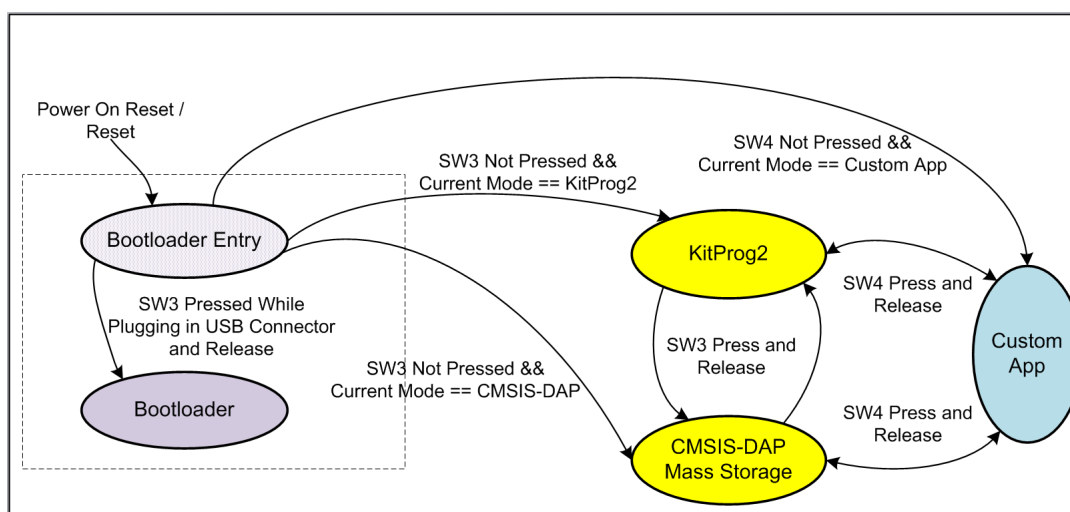 Power On Reset /
Reset
SW4 Not Pressed &&
Current Mode == Custom App
SW3 Not Pressed &&
Current Mode == KitProg2
Bootloader Entry
KitProg2
SW4 Press and
Release
SW3 Pressed While
Plugging in USB Connector
and Release
SW3 Press and
Release
Custom
App
SW3 Not Pressed &&
Current Mode == CMSIS-DAP
Bootloader
SW4 Press and
Release
CMSIS-DAP
Mass Storage